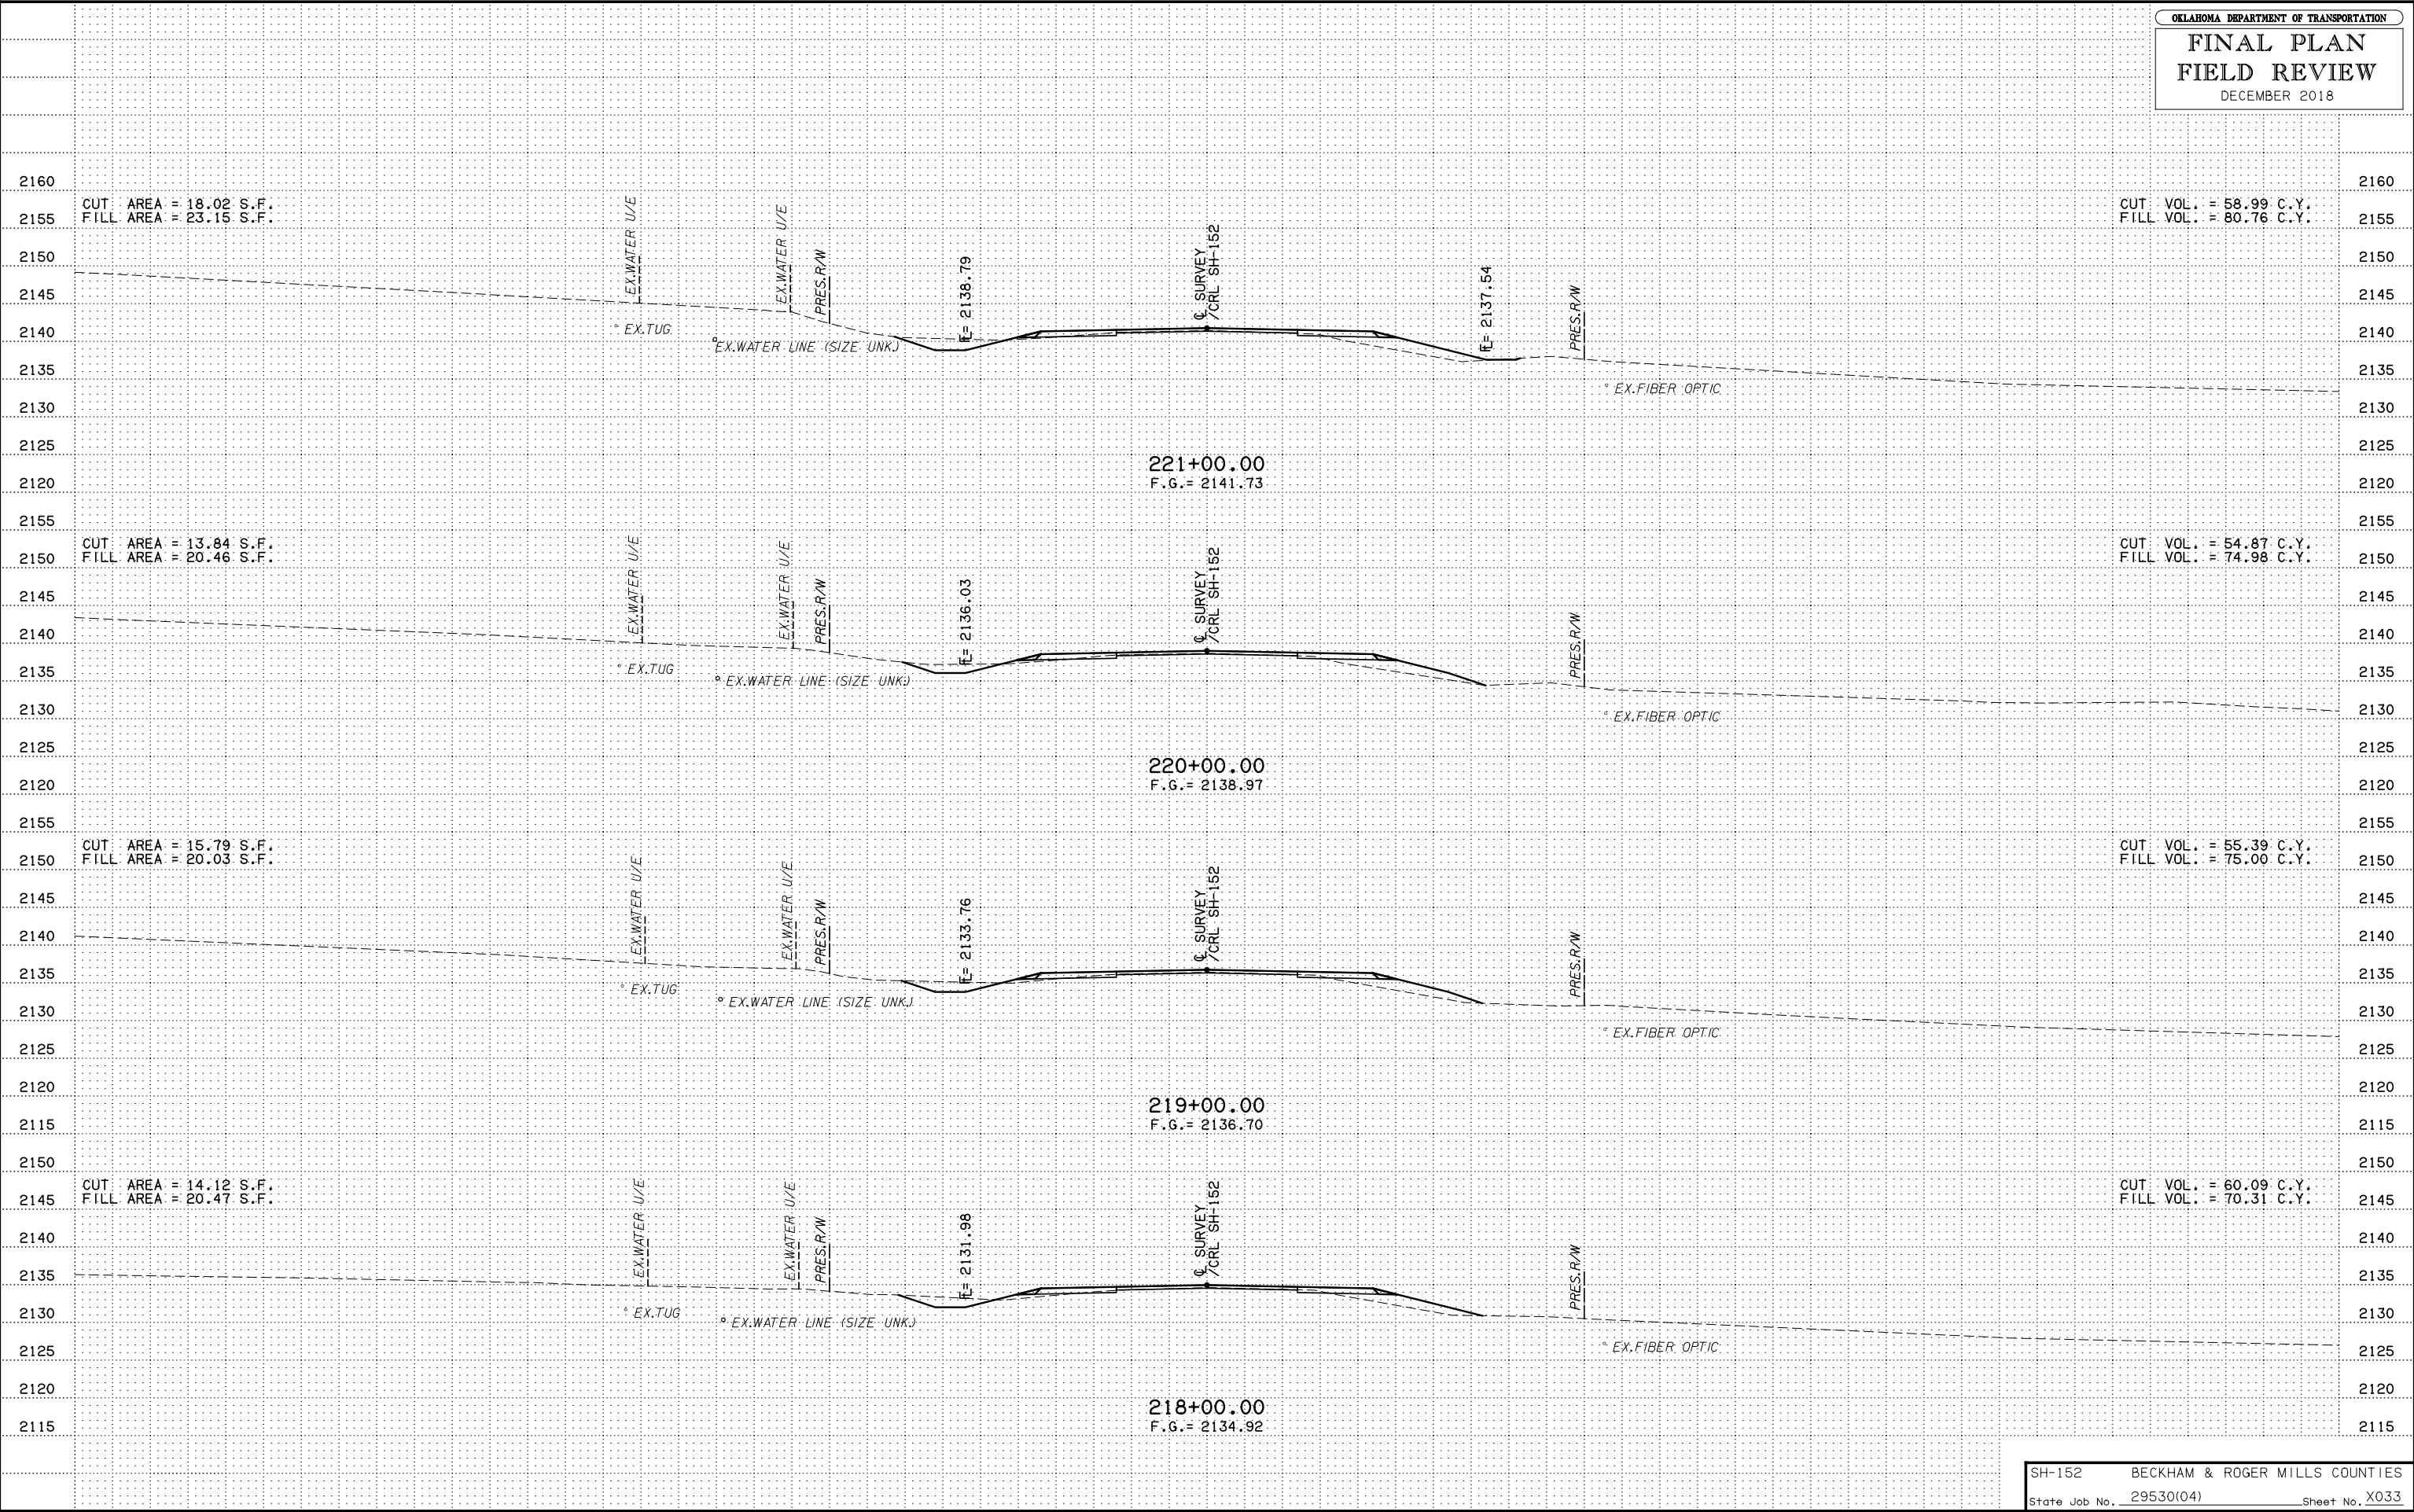 OKLAHOMA DEPARTMENT OF TRANSPORTATION
FINAL PLAN
FIELD REVIEW
DECEMBER 2018
2160 2160
CUT AREA = 18.02 S.F. CUT VOL. = 58.99 C.Y.
FILL AREA = 23.15 S.F. FILL VOL. = 80.76 C.Y.
2155 2155
EX.WATER U/E
EX.WATER U/E
PRES.R/W
FL= 2138.79
℄ SURVEY
/CRL SH-152
FL= 2137.54
PRES.R/W
2150 2150
2145 2145
EX.TUG
2140 2140
EX.WATER LINE (SIZE UNK.)
2135 2135
EX.FIBER OPTIC
2130 2130
2125 2125
221+00.00
F.G.= 2141.73
2120 2120
2155 2155
CUT AREA = 13.84 S.F. CUT VOL. = 54.87 C.Y.
FILL AREA = 20.46 S.F. FILL VOL. = 74.98 C.Y.
2150 2150
EX.WATER U/E
EX.WATER U/E
PRES.R/W
FL= 2136.03
℄ SURVEY
/CRL SH-152
PRES.R/W
2145 2145
2140 2140
EX.TUG
2135 2135
EX.WATER LINE (SIZE UNK.)
2130 2130
EX.FIBER OPTIC
2125 2125
220+00.00
F.G.= 2138.97
2120 2120
2155 2155
CUT AREA = 15.79 S.F. CUT VOL. = 55.39 C.Y.
FILL AREA = 20.03 S.F. FILL VOL. = 75.00 C.Y.
2150 2150
EX.WATER U/E
EX.WATER U/E
PRES.R/W
FL= 2133.76
℄ SURVEY
/CRL SH-152
PRES.R/W
2145 2145
2140 2140
2135 2135
EX.TUG
EX.WATER LINE (SIZE UNK.)
2130 2130
EX.FIBER OPTIC
2125 2125
2120 2120
219+00.00
F.G.= 2136.70
2115 2115
2150 2150
CUT AREA = 14.12 S.F. CUT VOL. = 60.09 C.Y.
FILL AREA = 20.47 S.F. FILL VOL. = 70.31 C.Y.
2145 2145
EX.WATER U/E
EX.WATER U/E
PRES.R/W
FL= 2131.98
℄ SURVEY
/CRL SH-152
PRES.R/W
2140 2140
2135 2135
EX.TUG
2130 2130
EX.WATER LINE (SIZE UNK.)
EX.FIBER OPTIC
2125 2125
2120 2120
218+00.00
F.G.= 2134.92
2115 2115
SH-152 BECKHAM & ROGER MILLS COUNTIES
State Job No. 29530(04) Sheet No. X033